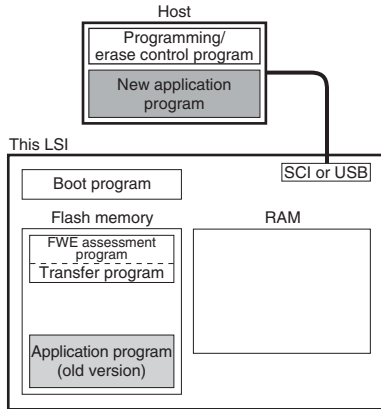 Host
Programming/
erase control program
New application
program
This LSI
SCI or USB
Boot program
Flash memory
RAM
FWE assessment
program
Transfer program
Application program
(old version)